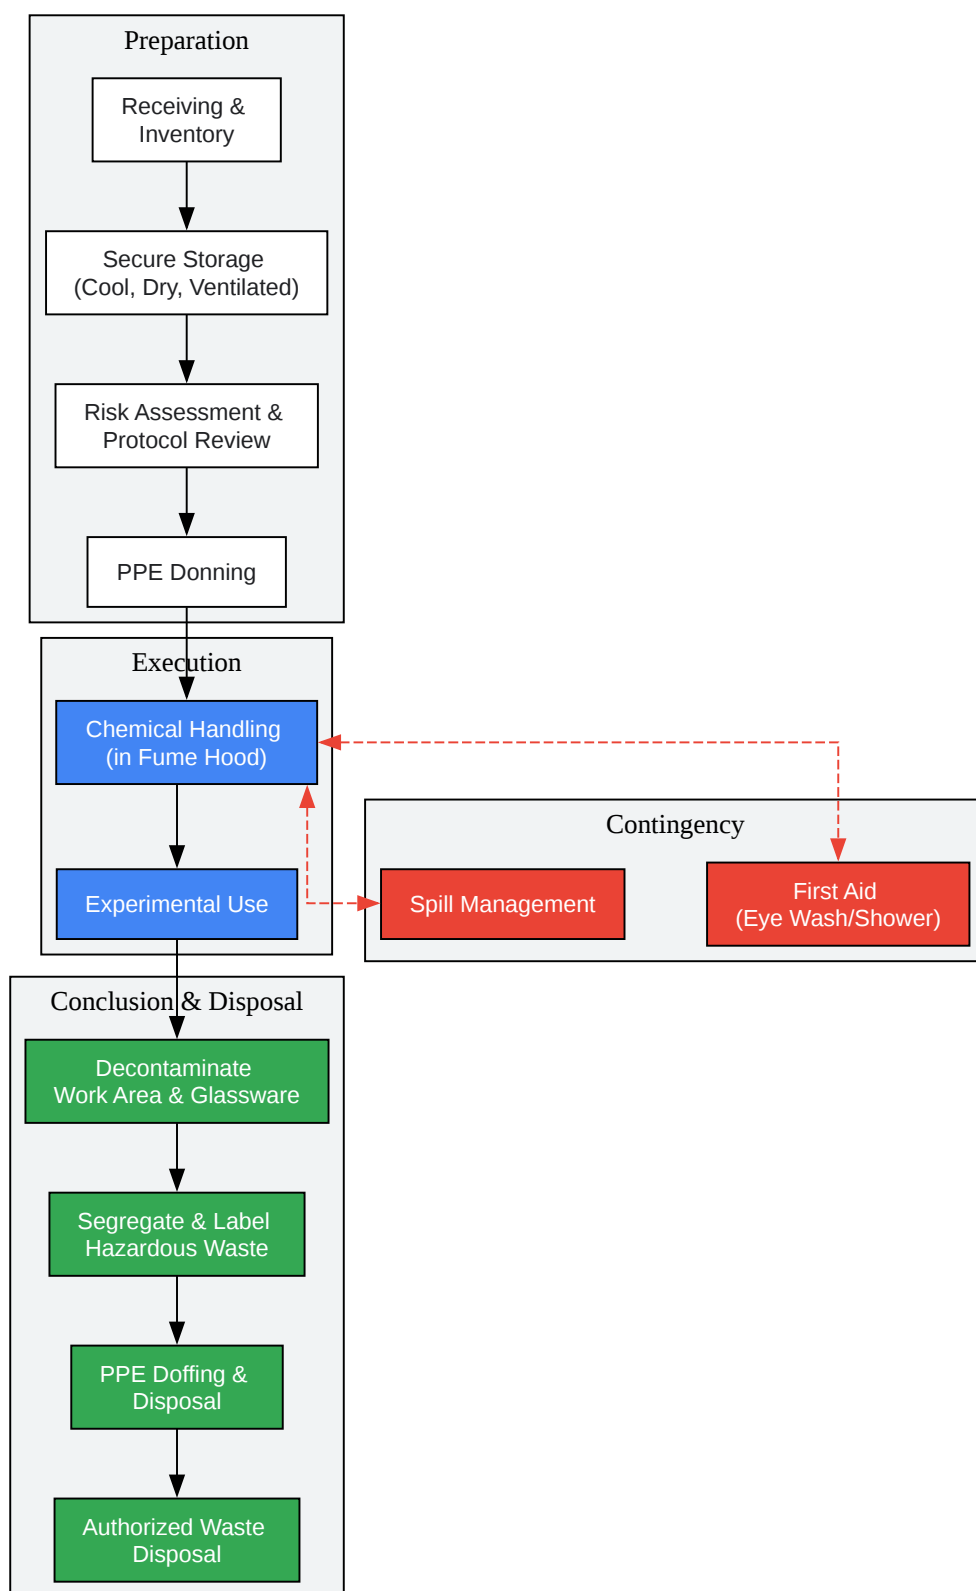 Preparation
Receiving &
Inventory
Secure Storage
(Cool, Dry, Ventilated)
Risk Assessment &
Protocol Review
PPE Donning
Execution
Chemical Handling
(in Fume Hood)
Experimental Use
Contingency
Spill Management
First Aid
(Eye Wash/Shower)
Conclusion & Disposal
Decontaminate
Work Area & Glassware
Segregate & Label
Hazardous Waste
PPE Doffing &
Disposal
Authorized Waste
Disposal